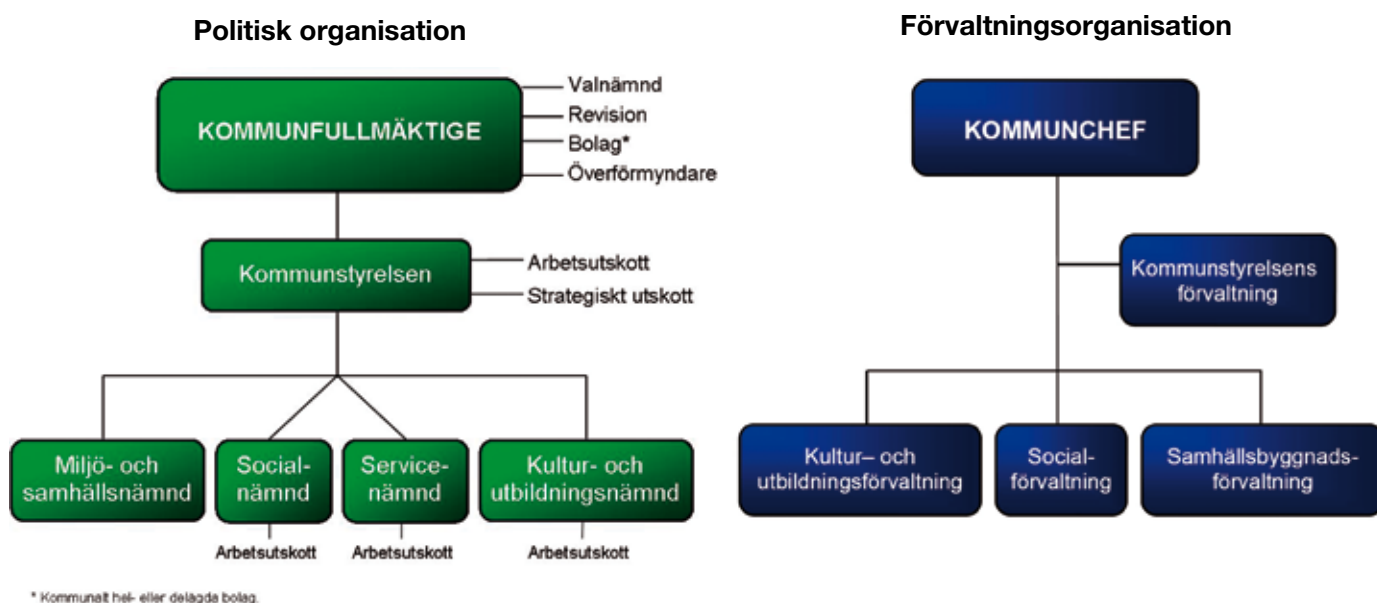 Politisk organisation
KOMMUNFULLMÄKTIGE
Valnämnd
Revision
Bolag*
Överförmyndare
Kommunstyrelsen
Arbetsutskott
Strategiskt utskott
Miljö- och
samhällsnämnd
Social-
nämnd
Service-
nämnd
Kultur- och
utbildningsnämnd
Arbetsutskott
Arbetsutskott
Arbetsutskott
* Kommunalt hel- eller delägda bolag.
Förvaltningsorganisation
KOMMUNCHEF
Kommunstyrelsens
förvaltning
Kultur– och
utbildningsförvaltning
Social-
förvaltning
Samhällsbyggnads-
förvaltning